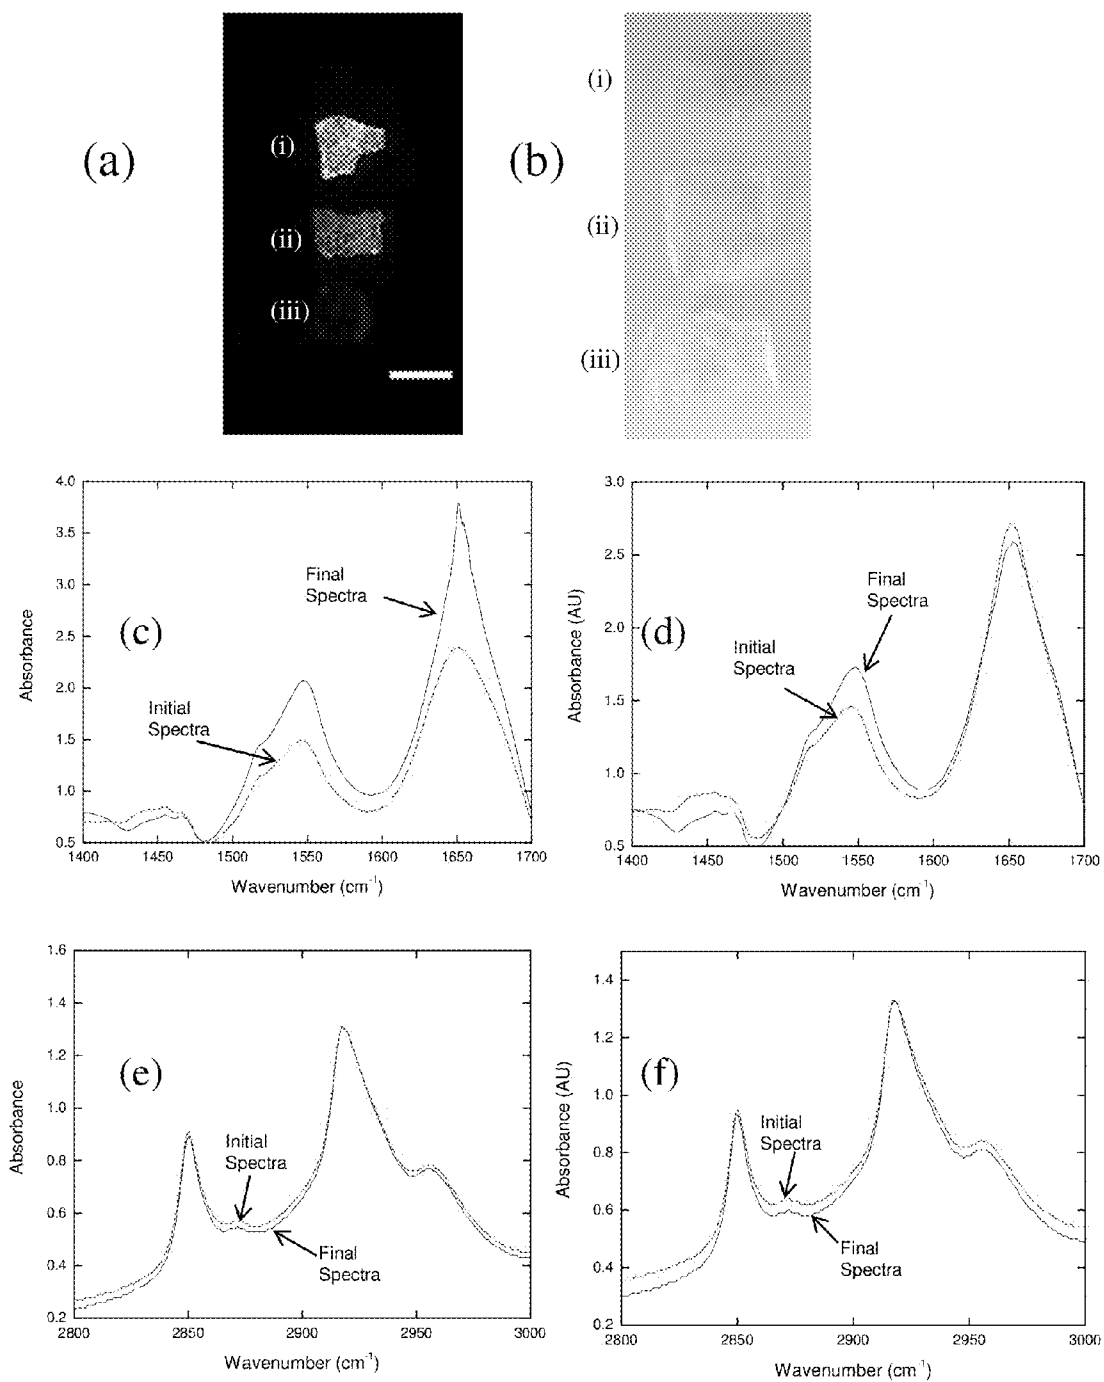 (a)
(i)
(ii)
(iii)
(b)
(i)
(ii)
(iii)
4.0
3.5
3.0
2.5
2.0
1.5
1.0
0.5
Absorbance
(c)
Final
Spectra
Initial
Spectra
1400 1450 1500 1550 1600 1650 1700
Wavenumber (cm⁻¹)
3.0
2.5
2.0
1.5
1.0
0.5
Absorbance (AU)
(d)
Final
Spectra
Initial
Spectra
1400 1450 1500 1550 1600 1650 1700
Wavenumber (cm⁻¹)
1.6
1.4
1.2
1.0
0.8
0.6
0.4
0.2
Absorbance
(e)
Initial
Spectra
Final
Spectra
2800 2850 2900 2950 3000
Wavenumber (cm⁻¹)
1.4
1.2
1.0
0.8
0.6
0.4
0.2
Absorbance (AU)
(f)
Initial
Spectra
Final
Spectra
2800 2850 2900 2950 3000
Wavenumber (cm⁻¹)